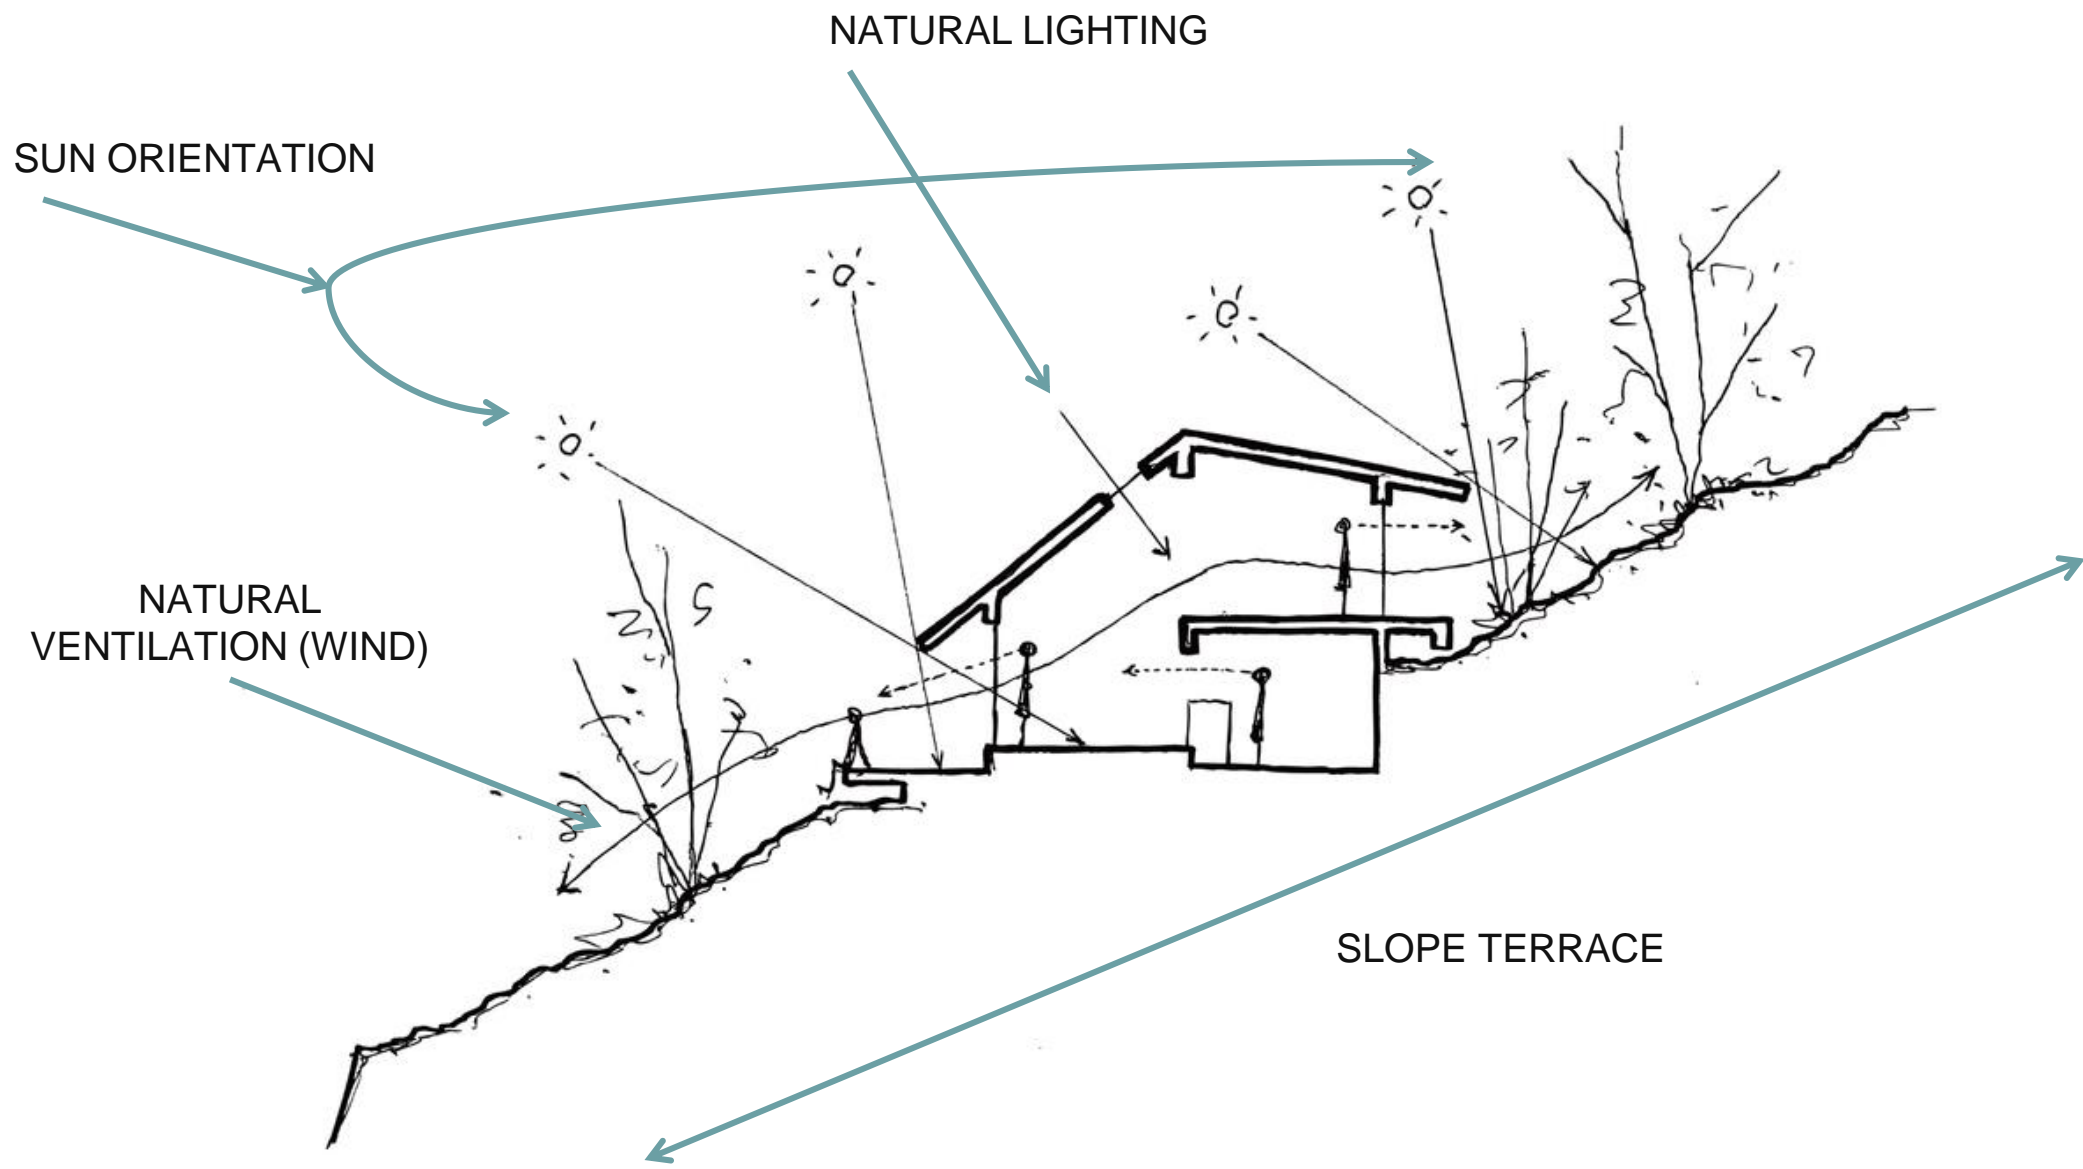 NATURAL LIGHTING
SUN ORIENTATION
NATURAL
VENTILATION (WIND)
SLOPE TERRACE